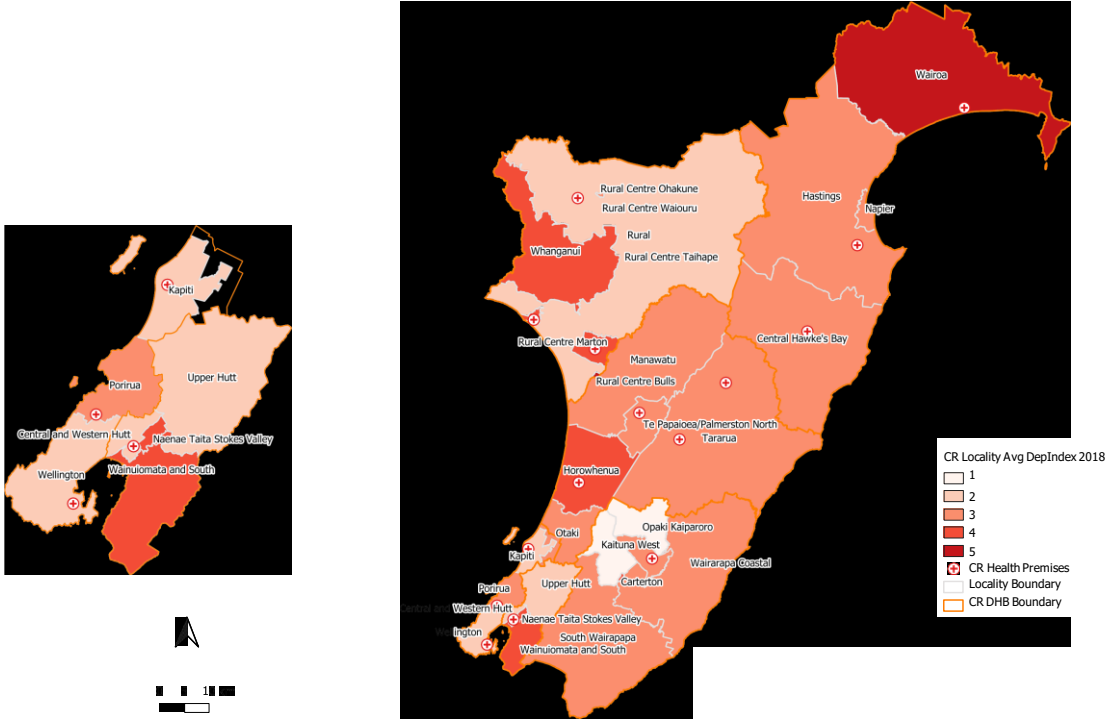 Wairoa
Rural Centre Ohakune
Hastings
Rural Centre Waiouru
Napier
Rural
Whanganui
Rural Centre Taihape
Kapiti
Rural Centre Marton
Central Hawke's Bay
Manawatu
Upper Hutt
Rural Centre Bulls
Porirua
Te Papaioea/Palmerston North
Central and Western Hutt
Naenae Taita Stokes Valley
Tararua
Wainuiomata and South
Wellington
Horowhenua
CR Locality Avg DepIndex 2018
1
2
3
4
5
CR Health Premises
Locality Boundary
CR DHB Boundary
Otaki
Opaki Kaiparoro
Kaituna West
Kapiti
Wairarapa Coastal
Upper Hutt
Carterton
Porirua
Central and Western Hutt
Naenae Taita Stokes Valley
Wellington
South Wairapapa
Wainuiomata and South